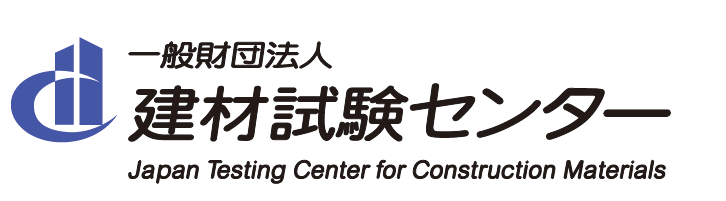 一般財団法人
建材試験センター
Japan Testing Center for Construction Materials